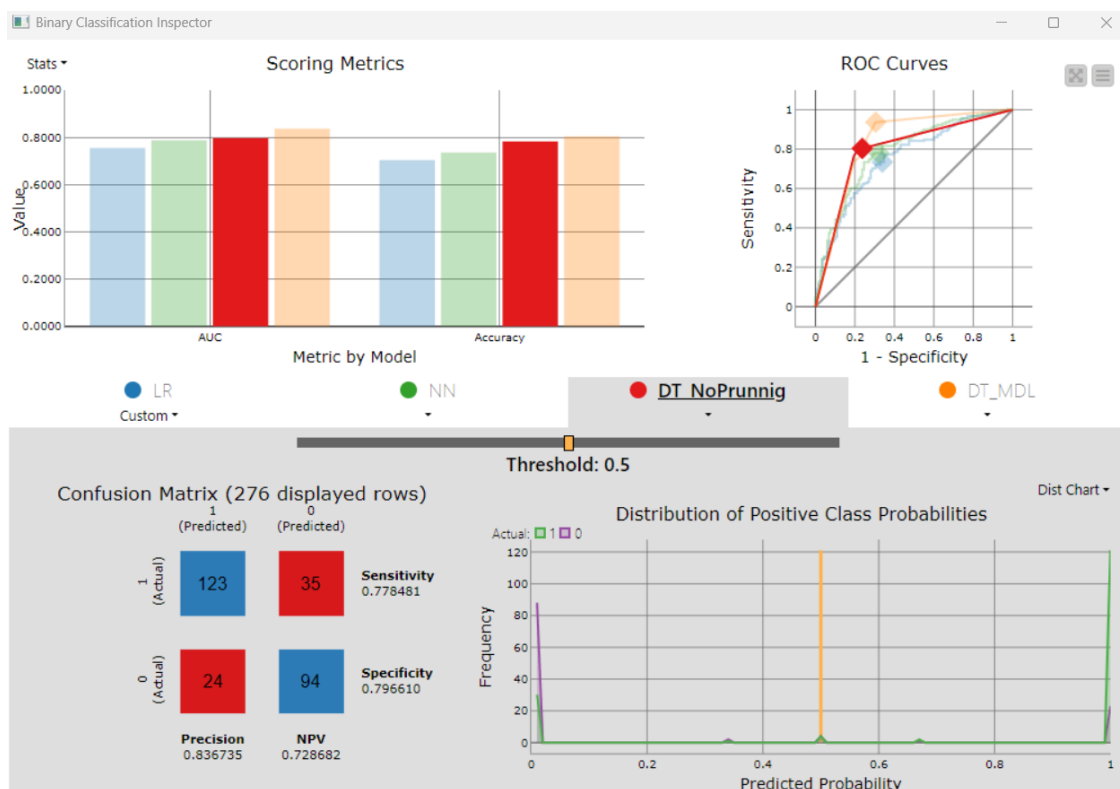 Binary Classification Inspector
Stats
Scoring Metrics
1.0000
0.8000
0.6000
0.4000
0.2000
0.0000
Value
AUC
Accuracy
Metric by Model
ROC Curves
1
0.8
0.6
0.4
0.2
0
Sensitivity
0
0.2
0.4
0.6
0.8
1
1 - Specificity
LR
Custom
NN
DT_NoPrunnig
DT_MDL
Threshold: 0.5
Confusion Matrix (276 displayed rows)
1
(Predicted)
0
(Predicted)
1
(Actual)
123
35
Sensitivity
0.778481
0
(Actual)
24
94
Specificity
0.796610
Precision
0.836735
NPV
0.728682
Dist Chart
Distribution of Positive Class Probabilities
Actual: 1 0
120
100
80
60
40
20
0
Frequency
0
0.2
0.4
0.6
0.8
1
Predicted Probability